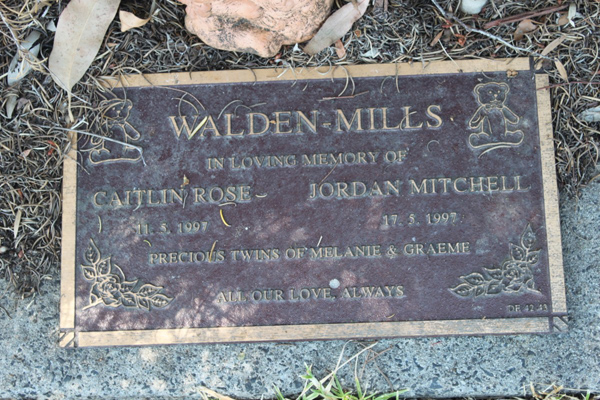 WALDEN-MILLS
IN LOVING MEMORY OF
CAITLIN ROSE JORDAN MITCHELL
11. 5. 1997 17. 5. 1997
PRECIOUS TWINS OF MELANIE & GRAEME
ALL OUR LOVE, ALWAYS